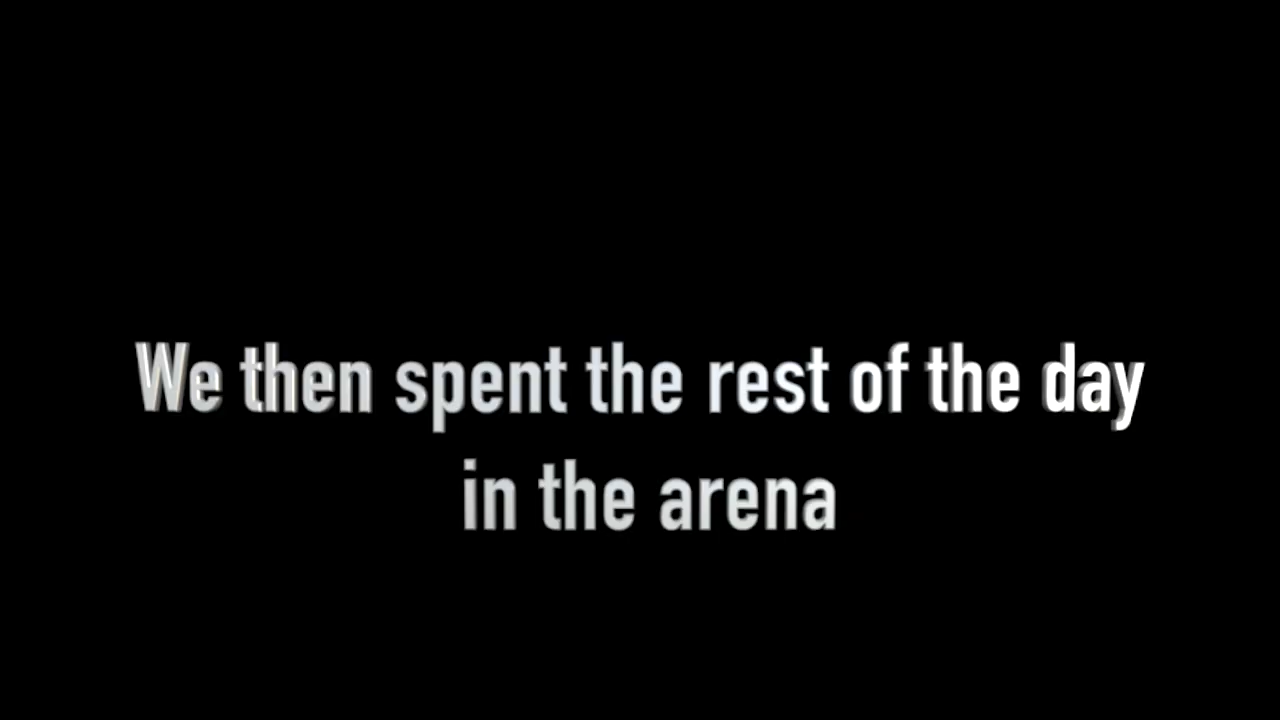 We then spent the rest of the day
in the arena